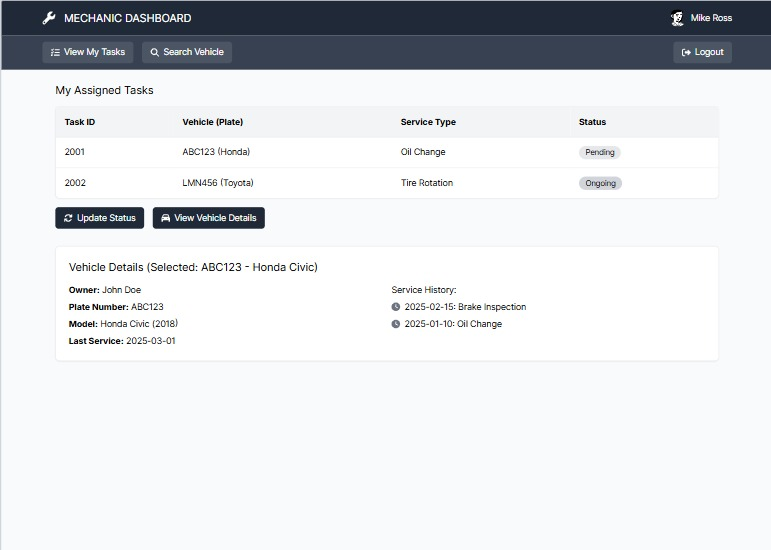 MECHANIC DASHBOARD
Mike Ross
View My Tasks
Search Vehicle
Logout
My Assigned Tasks
Task ID Vehicle (Plate) Service Type Status
2001 ABC123 (Honda) Oil Change Pending
2002 LMN456 (Toyota) Tire Rotation Ongoing
Update Status
View Vehicle Details
Vehicle Details (Selected: ABC123 - Honda Civic)
Owner: John Doe
Plate Number: ABC123
Model: Honda Civic (2018)
Last Service: 2025-03-01
Service History:
2025-02-15: Brake Inspection
2025-01-10: Oil Change